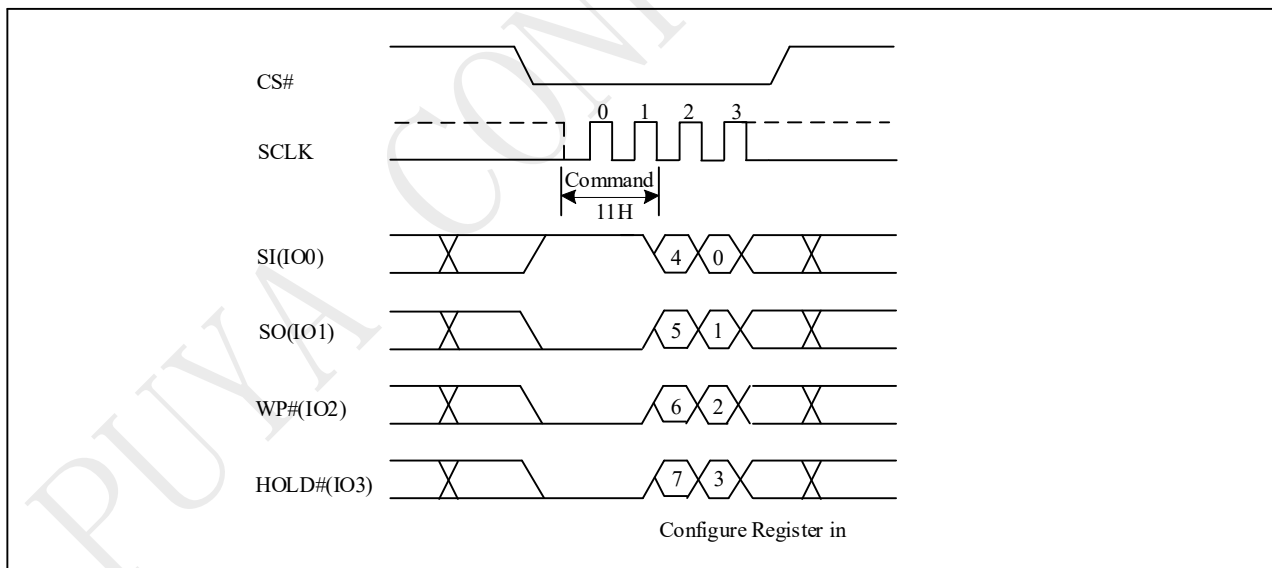 PUYA CON
CS#
0 1 2 3
SCLK
Command
11H
SI(IO0) 4 0
SO(IO1) 5 1
WP#(IO2) 6 2
HOLD#(IO3) 7 3
Configure Register in